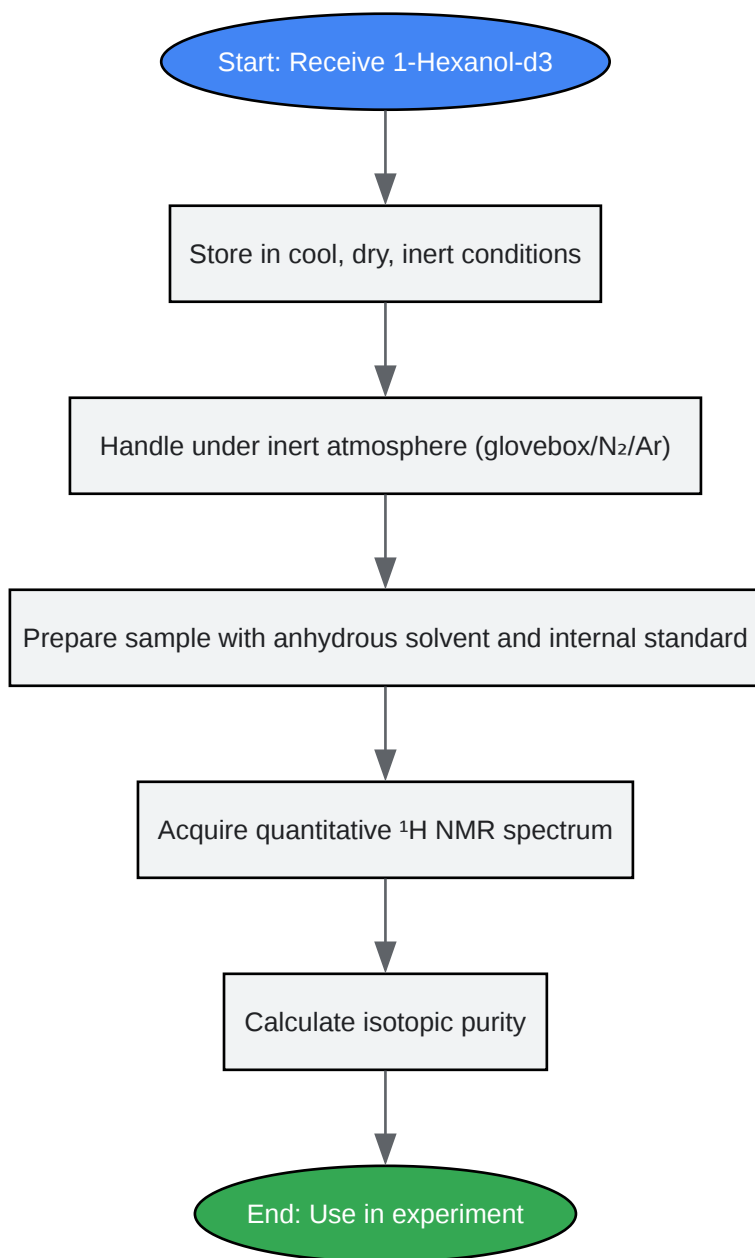 Start: Receive 1-Hexanol-d3
Store in cool, dry, inert conditions
Handle under inert atmosphere (glovebox/N₂/Ar)
Prepare sample with anhydrous solvent and internal standard
Acquire quantitative ¹H NMR spectrum
Calculate isotopic purity
End: Use in experiment